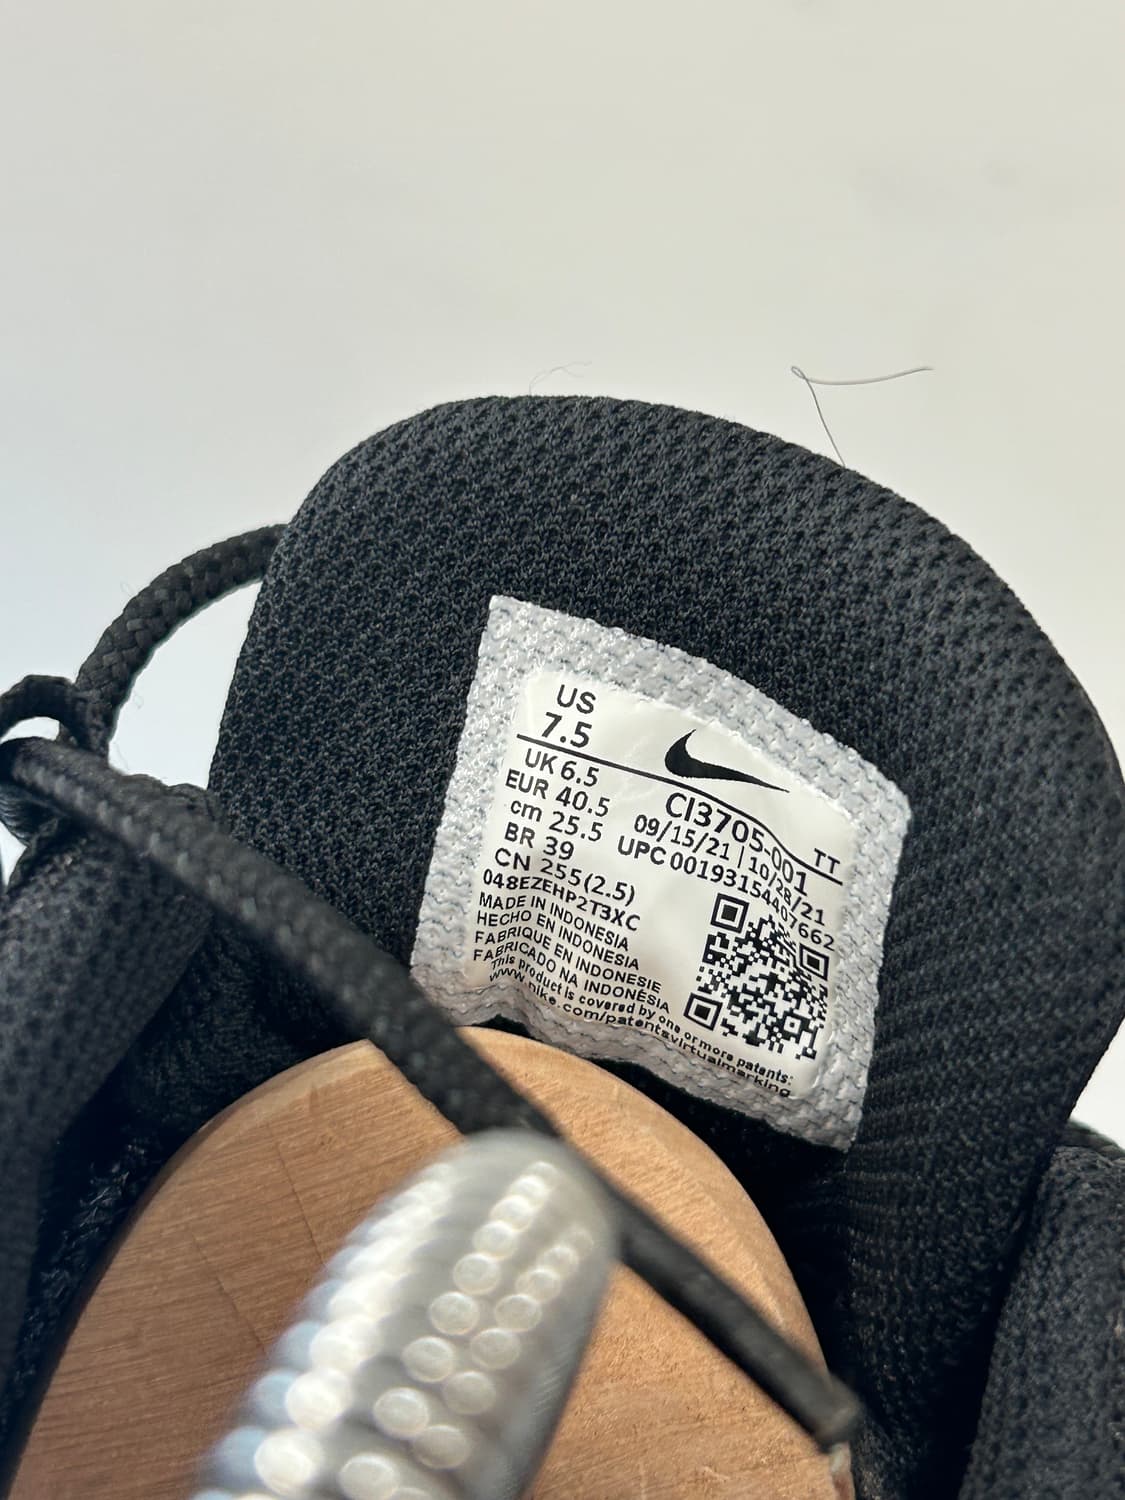 US
7.5
UK 6.5
EUR 40.5
cm 25.5
BR 39
CN 255(2.5)
048EZEHP2T3XC
MADE IN INDONESIA
HECHO EN INDONESIA
FABRIQUE EN INDONESIE
FABRICADO NA INDONÉSIA
This product is covered by one or more patents:
www.nike.com/patentsvirtualmarking
CI3705-001 TT
09/15/21 | 10/28/21
UPC 00193154407662